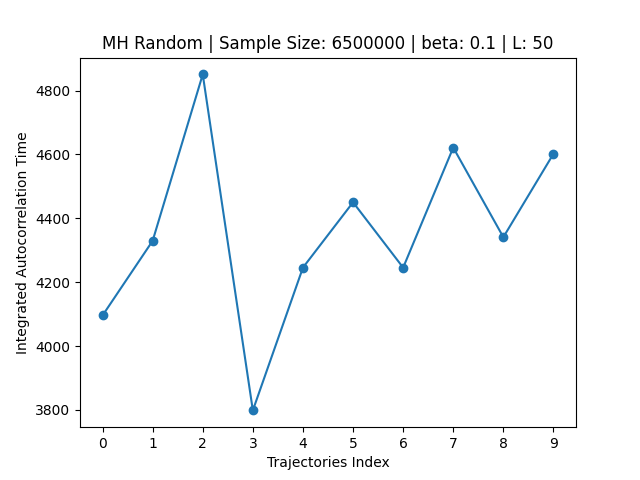 MH Random | Sample Size: 6500000 | beta: 0.1 | L: 50
Integrated Autocorrelation Time
4800
4600
4400
4200
4000
3800
0 1 2 3 4 5 6 7 8 9
Trajectories Index